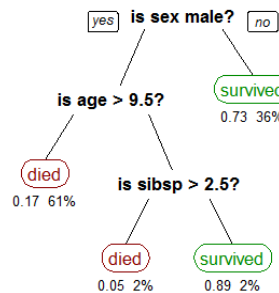 yes is sex male? no
is age > 9.5?
survived
0.73 36%
died
0.17 61%
is sibsp > 2.5?
died survived
0.05 2% 0.89 2%